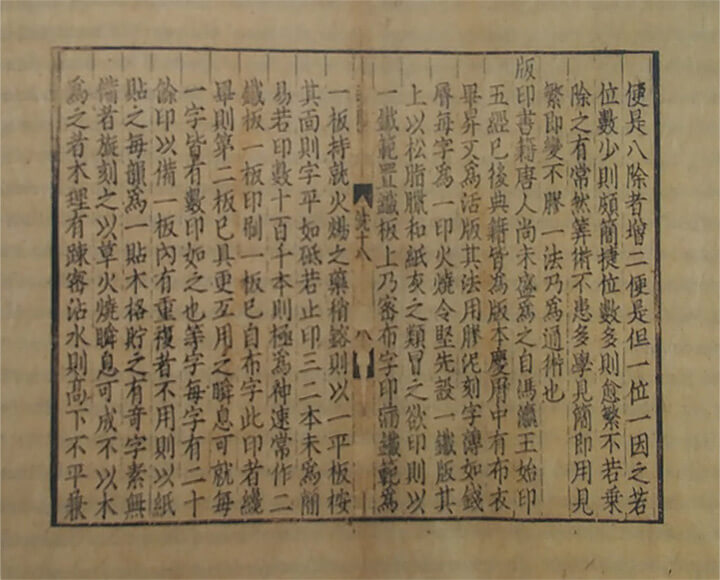 便是八除者增二便是但一位一因之若
位數少則頗簡捷位數多則愈繁不若乘
除之有常然筭術不患多學見簡即用見
繁即變不膠一法乃爲通術也
版印書籍唐人尚未盛爲之自馮瀛王始印
五經已後典籍皆爲版本慶曆中有布衣
畢昇又爲活版其法用膠泥刻字薄如錢
脣每字爲一印火燒令堅先設一鐵版其
上以松脂臘和紙灰之類冒之欲印則以
一鐵範置鐵板上乃密布字印滿鐵範爲
十八
八
一板持就火煬之藥稍鎔則以一平板按
其面則字平如砥若止印三二本未爲簡
易若印數十百千本則極爲神速常作二
鐵板一板印刷一板已自布字此印者纔
畢則第二板已具更互用之瞬息可就每
一字皆有數印如之也等字每字有二十
餘印以備一板內有重複者不用則以紙
貼之每韻爲一貼木格貯之有奇字素無
備者旋刻之以草火燒瞬息可成不以木
爲之者木理有踈密沾水則高下不平兼